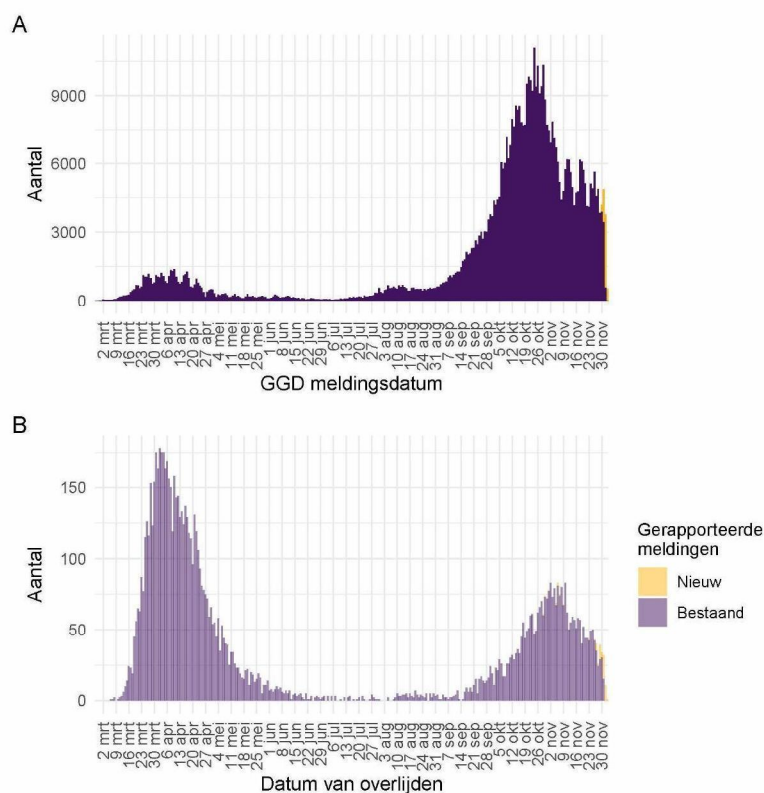 A
Aantal
9000
6000
3000
0
2 mrt
9 mrt
16 mrt
23 mrt
30 mrt
6 apr
13 apr
20 apr
27 apr
4 mei
11 mei
18 mei
25 mei
1 jun
8 jun
15 jun
22 jun
29 jun
6 jul
13 jul
20 jul
27 jul
3 aug
10 aug
17 aug
24 aug
31 aug
7 sep
14 sep
21 sep
28 sep
5 okt
12 okt
19 okt
26 okt
2 nov
9 nov
16 nov
23 nov
30 nov
GGD meldingsdatum
B
Aantal
150
100
50
0
2 mrt
9 mrt
16 mrt
23 mrt
30 mrt
6 apr
13 apr
20 apr
27 apr
4 mei
11 mei
18 mei
25 mei
1 jun
8 jun
15 jun
22 jun
29 jun
6 jul
13 jul
20 jul
27 jul
3 aug
10 aug
17 aug
24 aug
31 aug
7 sep
14 sep
21 sep
28 sep
5 okt
12 okt
19 okt
26 okt
2 nov
9 nov
16 nov
23 nov
30 nov
Datum van overlijden
Gerapporteerde
meldingen
Nieuw
Bestaand